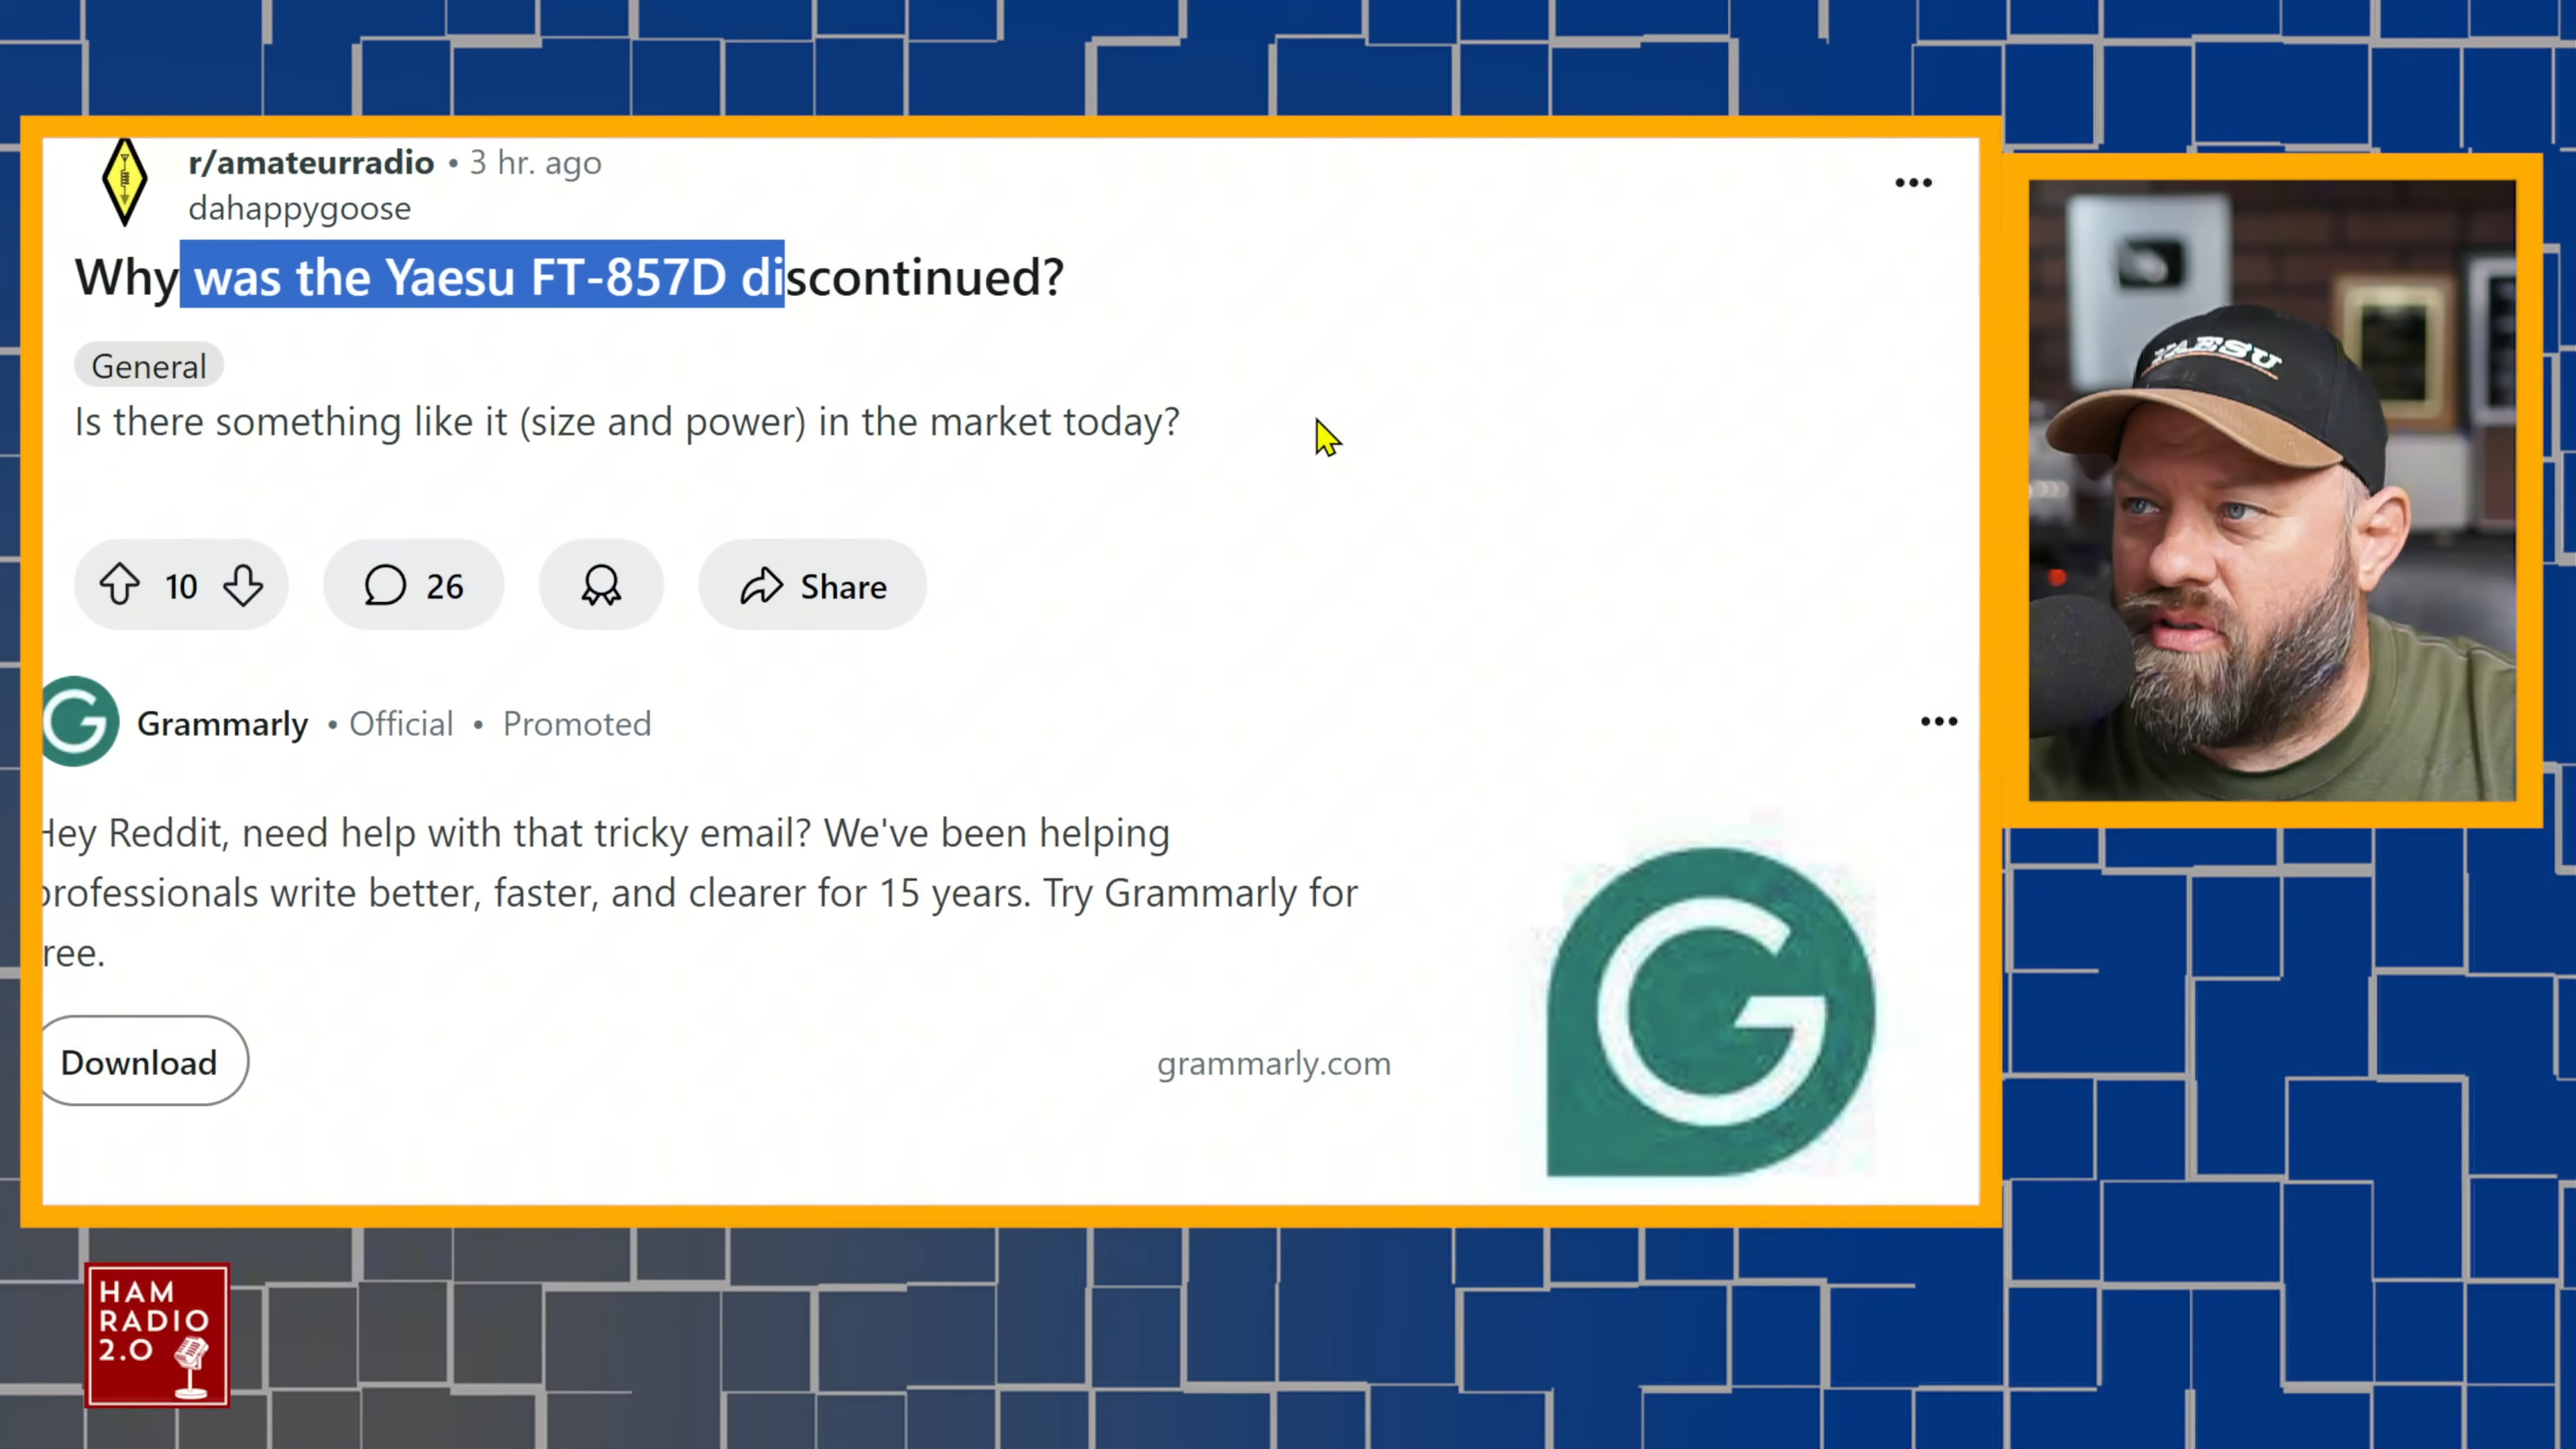 r/amateurradio • 3 hr. ago
dahappygoose
Why was the Yaesu FT-857D discontinued?
General
Is there something like it (size and power) in the market today?
10
26
Share
Grammarly • Official • Promoted
Hey Reddit, need help with that tricky email? We've been helping
professionals write better, faster, and clearer for 15 years. Try Grammarly for
ree.
Download
grammarly.com
YAESU
HAM
RADIO
2.0